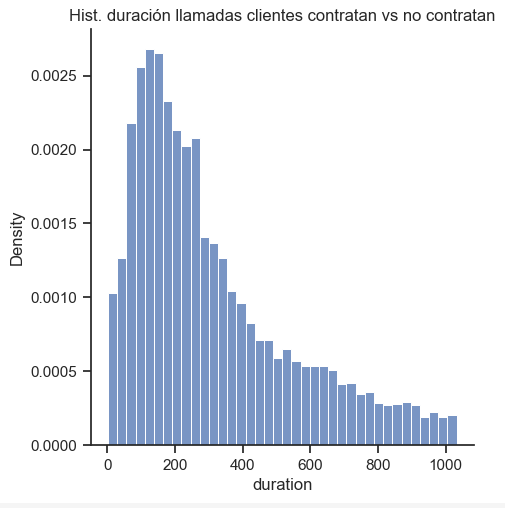 Hist. duración llamadas clientes contratan vs no contratan
0.0025
0.0020
0.0015
0.0010
0.0005
0.0000
Density
0 200 400 600 800 1000
duration